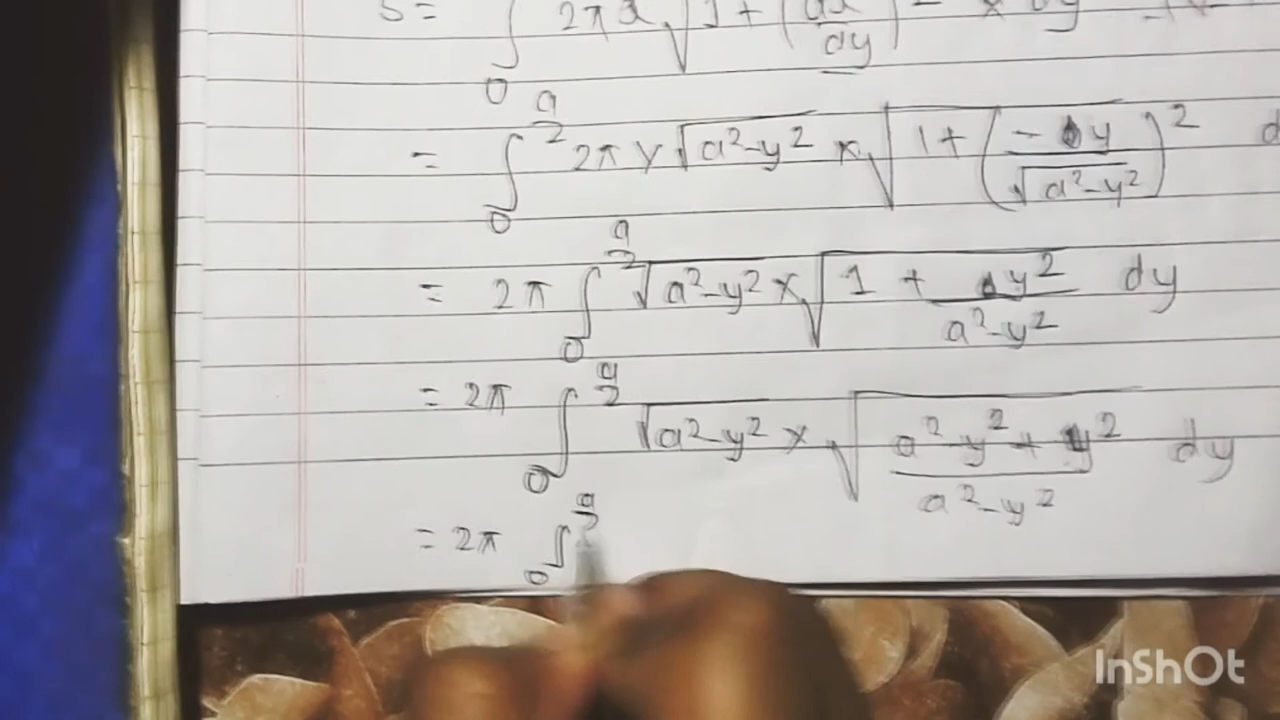 S = ∫₀ 2πx √1 + (dx/dy)² × dy
= ∫₀^(a/2) 2π × √a²-y² × √1 + (-y/√a²-y²)² d
= 2π ∫₀^(a/2) √a²-y² × √1 + y²/a²-y² dy
= 2π ∫₀^(a/2) √a²-y² × √a²-y²+y²/a²-y² dy
= 2π ∫₀^(a/2)
InShOt